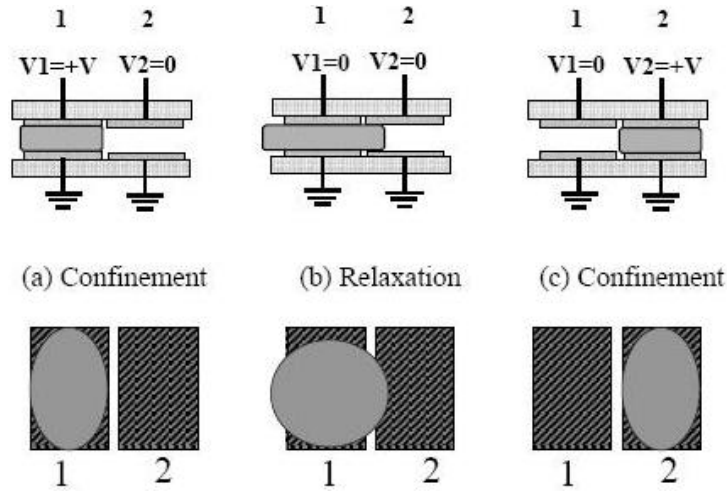 1 2 1 2 1 2
V1=+V V2=0 V1=0 V2=0 V1=0 V2=+V
(a) Confinement (b) Relaxation (c) Confinement
1 2 1 2 1 2